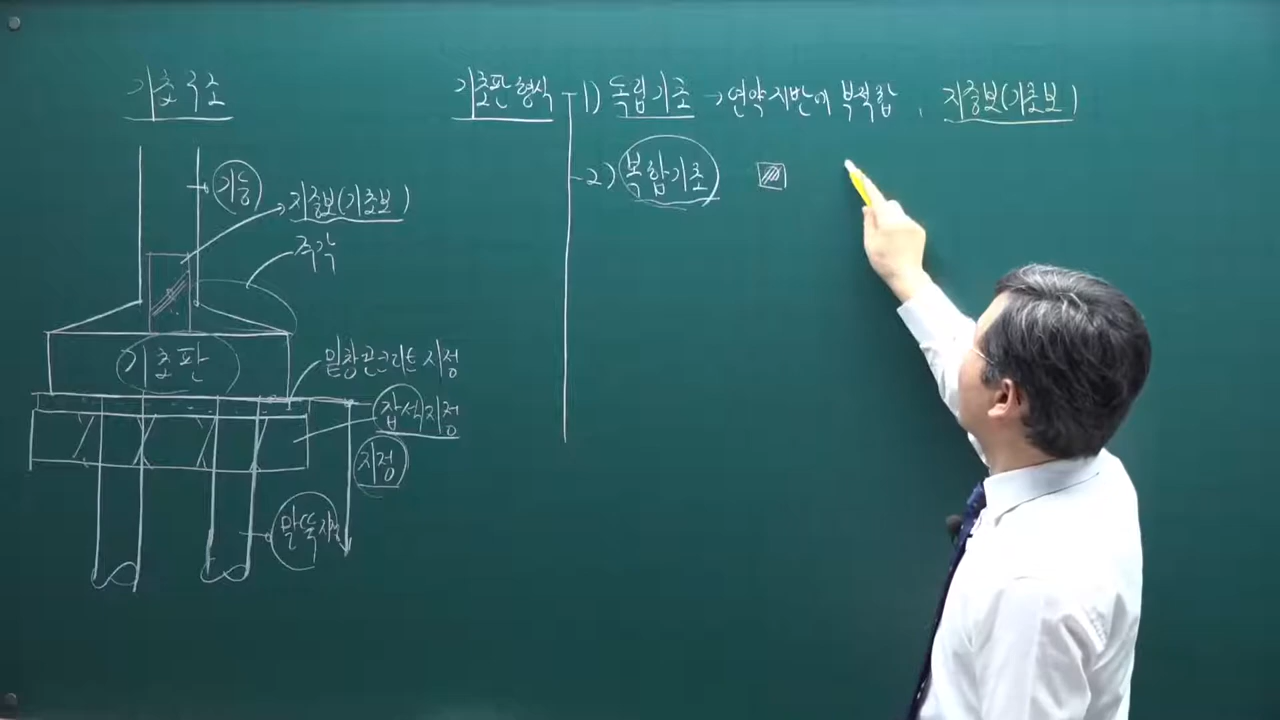 기초구조
기둥
지중보(기초보)
주각
기초판
밑창콘크리트 지정
잡석지정
지정
말뚝지정
기초판 형식
1) 독립기초 → 연약지반에 부적합, 지중보(기초보)
2) 복합기초